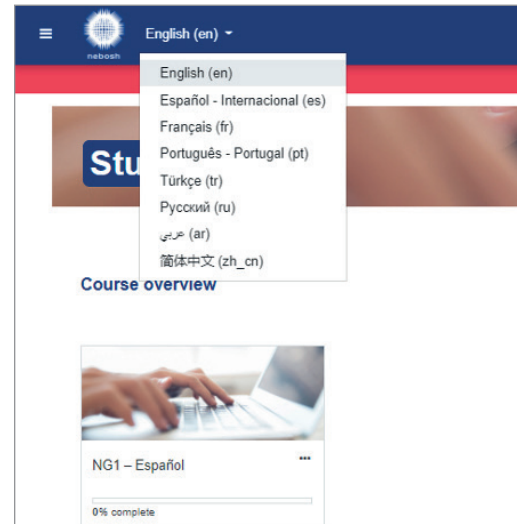 English (en)
nebosh
English (en)
Español - Internacional (es)
Français (fr)
Português - Portugal (pt)
Türkçe (tr)
Русский (ru)
عربي (ar)
简体中文 (zh_cn)
Stu
Course overview
NG1 – Español
0% complete